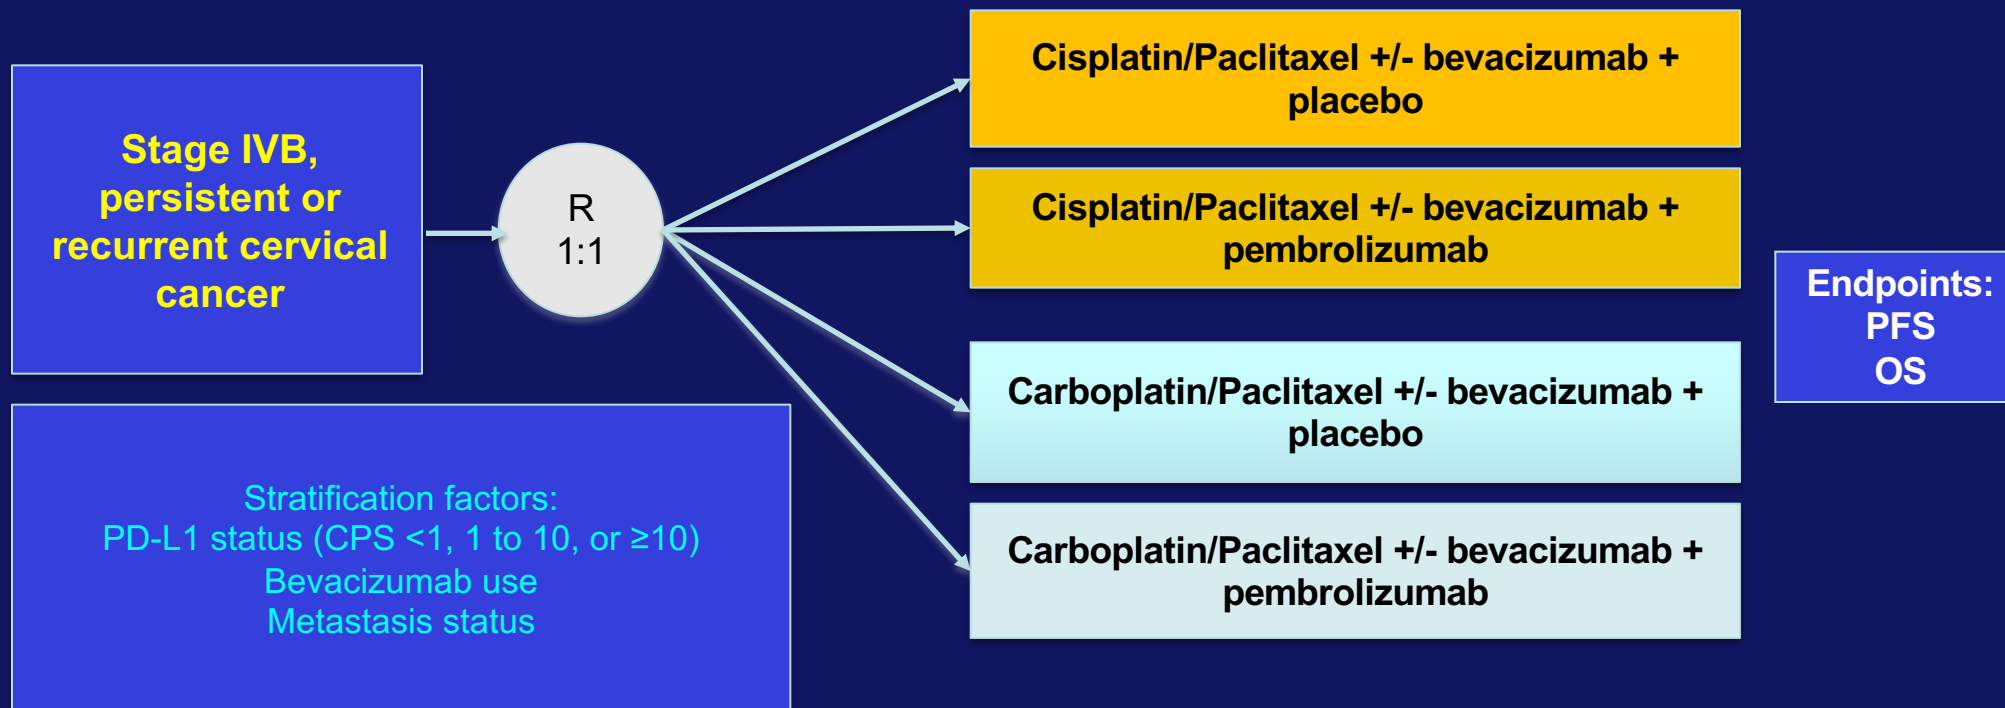 Stage IVB,
persistent or
recurrent cervical
cancer
R
1:1
Cisplatin/Paclitaxel +/- bevacizumab +
placebo
Cisplatin/Paclitaxel +/- bevacizumab +
pembrolizumab
Carboplatin/Paclitaxel +/- bevacizumab +
placebo
Carboplatin/Paclitaxel +/- bevacizumab +
pembrolizumab
Endpoints:
PFS
OS
Stratification factors:
PD-L1 status (CPS <1, 1 to 10, or ≥10)
Bevacizumab use
Metastasis status